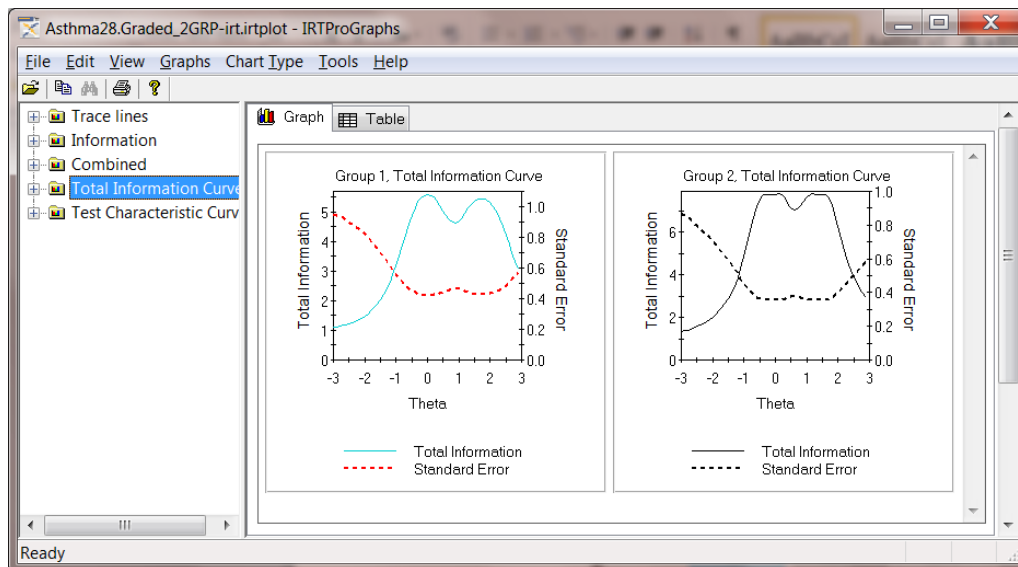 Asthma28.Graded_2GRP-irt.irtplot - IRTProGraphs
File Edit View Graphs Chart Type Tools Help
Trace lines
Information
Combined
Total Information Curve
Test Characteristic Curv
Graph Table
Group 1, Total Information Curve
Total Information
5
4
3
2
1
0
1.0
0.8
0.6
0.4
0.2
0.0
Standard Error
-3 -2 -1 0 1 2 3
Theta
Total Information
Standard Error
Group 2, Total Information Curve
Total Information
6
4
2
0
1.0
0.8
0.6
0.4
0.2
0.0
Standard Error
-3 -2 -1 0 1 2 3
Theta
Total Information
Standard Error
Ready